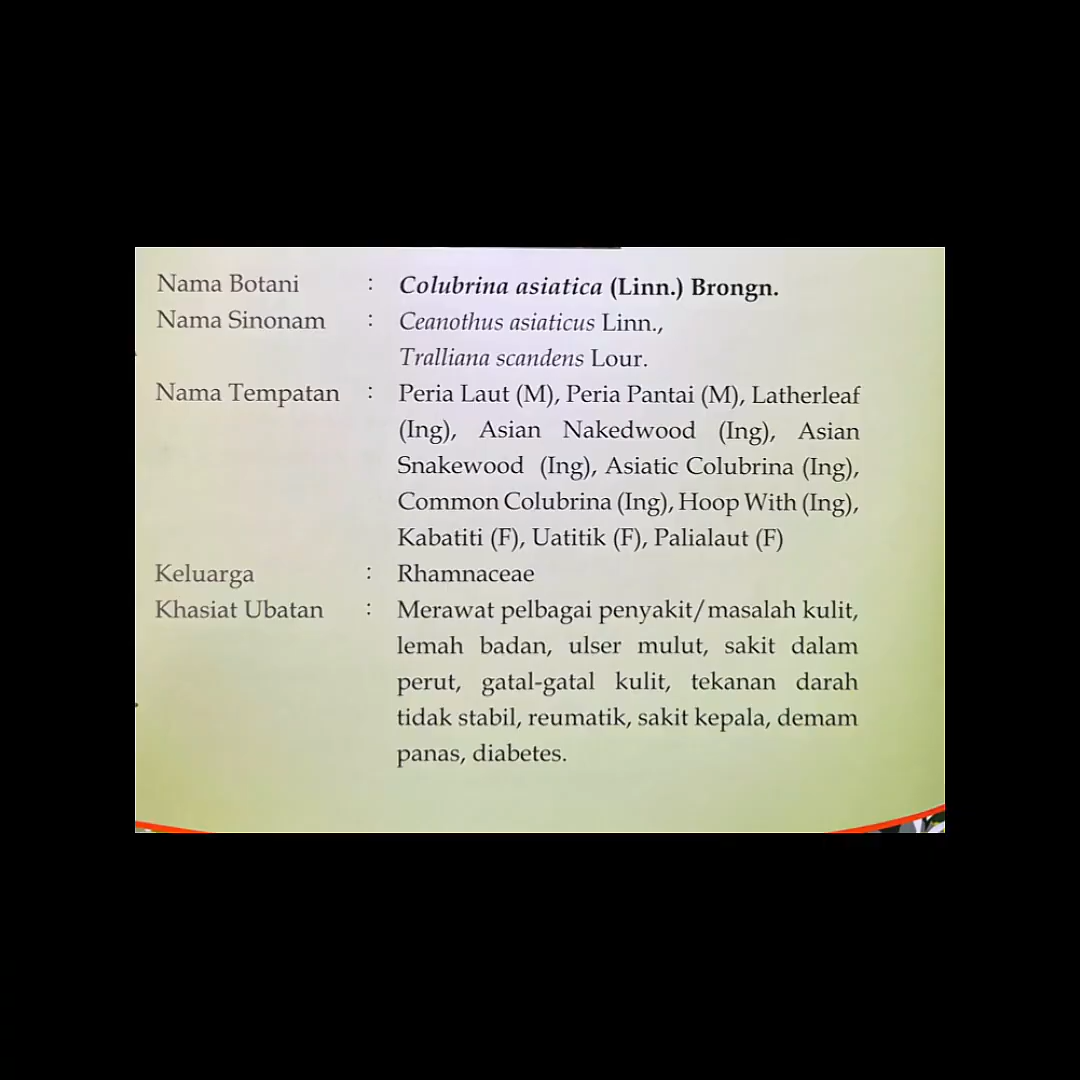 Nama Botani : Colubrina asiatica (Linn.) Brongn.
Nama Sinonam : Ceanothus asiaticus Linn.,
Tralliana scandens Lour.
Nama Tempatan : Peria Laut (M), Peria Pantai (M), Latherleaf
(Ing), Asian Nakedwood (Ing), Asian
Snakewood (Ing), Asiatic Colubrina (Ing),
Common Colubrina (Ing), Hoop With (Ing),
Kabatiti (F), Uatitik (F), Palialaut (F)
Keluarga : Rhamnaceae
Khasiat Ubatan : Merawat pelbagai penyakit/masalah kulit,
lemah badan, ulser mulut, sakit dalam
perut, gatal-gatal kulit, tekanan darah
tidak stabil, reumatik, sakit kepala, demam
panas, diabetes.